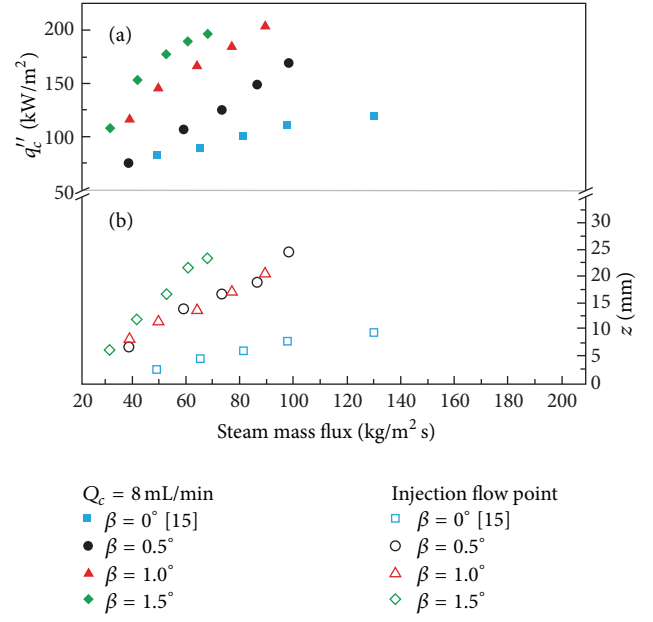 (a)
200
150
100
50
q_c'' (kW/m²)
(b)
30
25
20
15
10
5
0
z (mm)
20 40 60 80 100 120 140 160 180 200
Steam mass flux (kg/m² s)
Q_c = 8 mL/min
β = 0° [15]
β = 0.5°
β = 1.0°
β = 1.5°
Injection flow point
β = 0° [15]
β = 0.5°
β = 1.0°
β = 1.5°